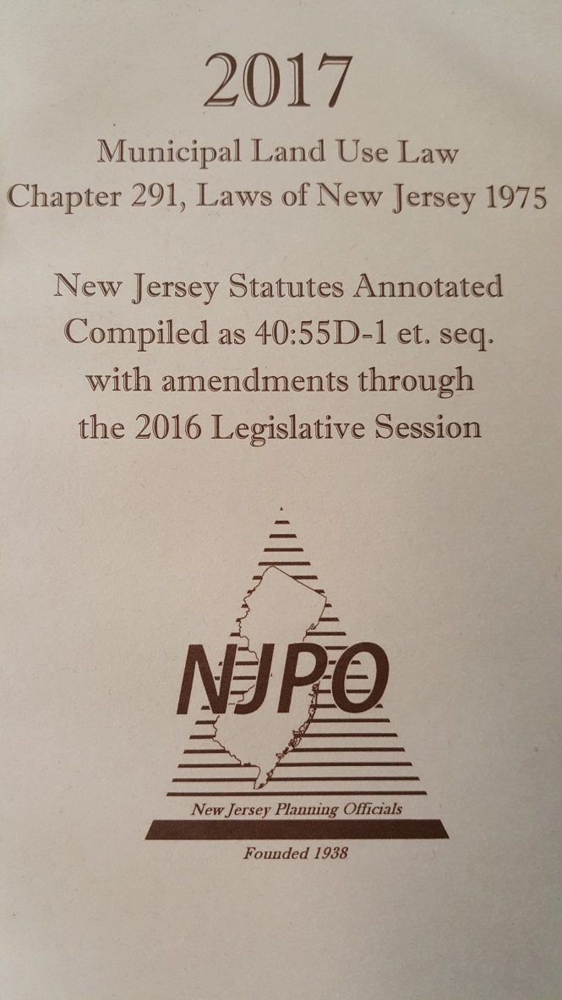 2017
Municipal Land Use Law
Chapter 291, Laws of New Jersey 1975
New Jersey Statutes Annotated
Compiled as 40:55D-1 et. seq.
with amendments through
the 2016 Legislative Session
NJPO
New Jersey Planning Officials
Founded 1938